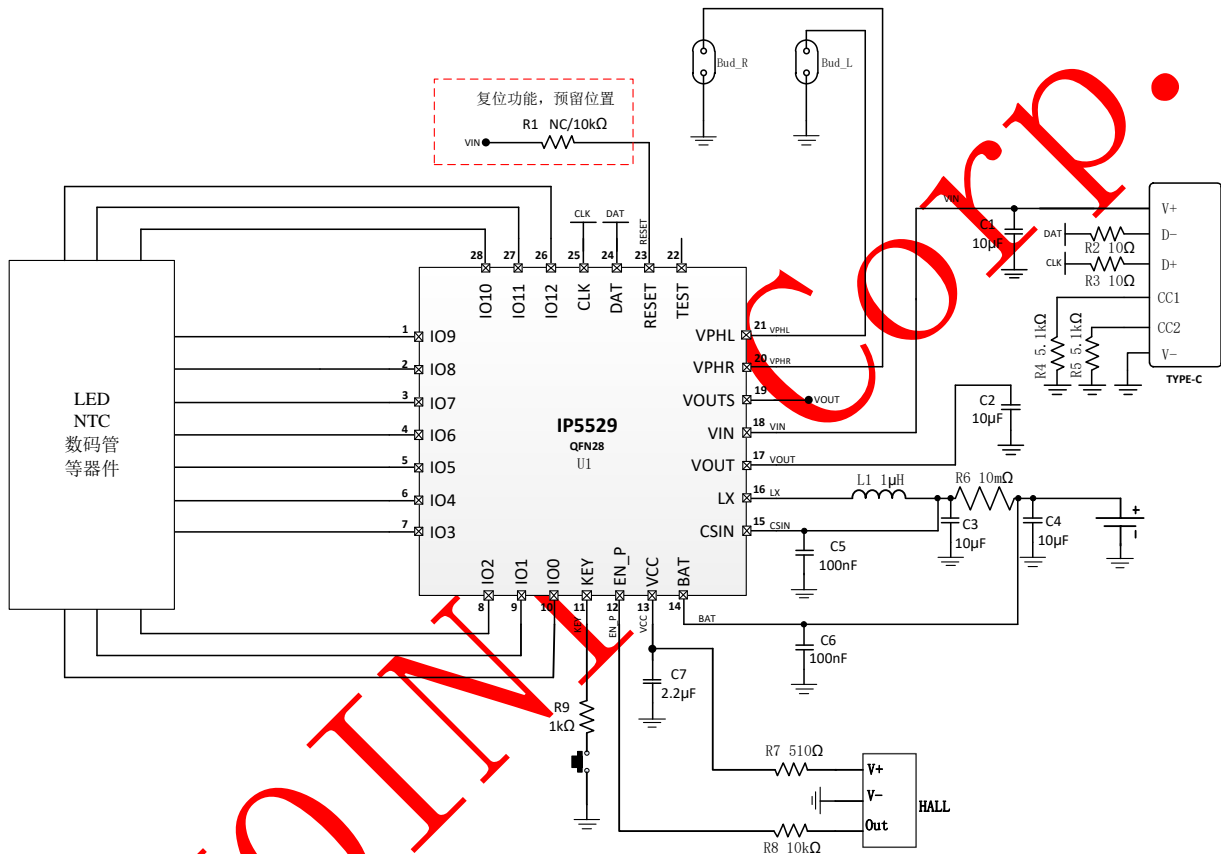 Bud_R
Bud_L
复位功能，预留位置
R1 NC/10kΩ
VIN
CLK
DAT
RESET
28
27
26
25
24
23
22
IO10
IO11
IO12
CLK
DAT
RESET
TEST
LED
NTC
数码管
等器件
1 IO9
2 IO8
3 IO7
4 IO6
5 IO5
6 IO4
7 IO3
IP5529
QFN28
U1
VPHL 21 VPHL
VPHR 20 VPHR
VOUTS 19 VOUT
VIN 18 VIN
VOUT 17 VOUT
LX 16 LX
CSIN 15 CSIN
IO2
IO1
IO0
KEY
EN_P
VCC
BAT
8
9
10
11
12
13
14
KEY
EN_P
VCC
BAT
VIN
C1
10μF
V+
DAT
R2 10Ω
D-
CLK
R3 10Ω
D+
CC1
CC2
V-
R4 5.1kΩ
R5 5.1kΩ
TYPE-C
C2
10μF
L1 1μH
R6 10mΩ
C3
10μF
C4
10μF
+
-
C5
100nF
C6
100nF
C7
2.2μF
R9
1kΩ
R7 510Ω
V+
V-
Out
HALL
R8 10kΩ
Corp.